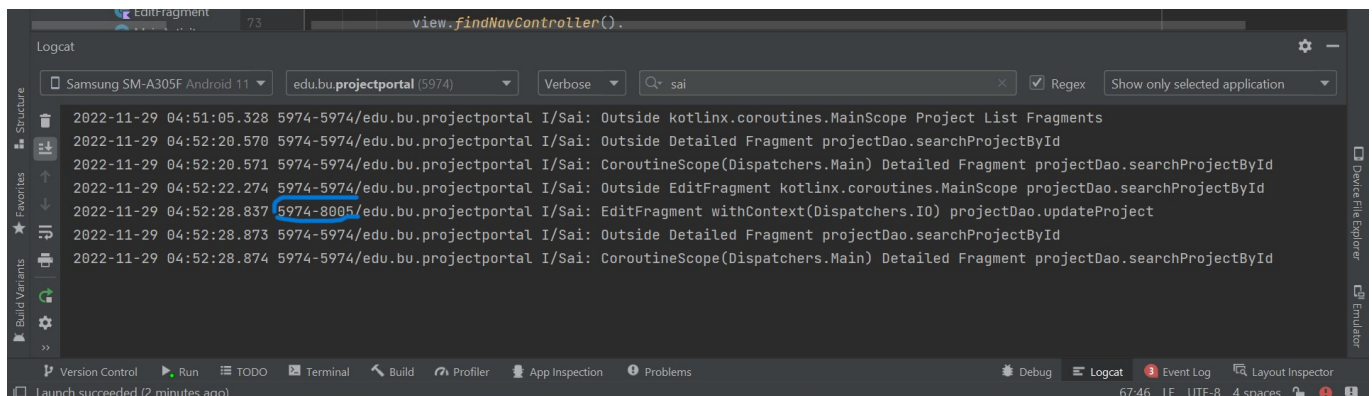 EditFragment
73 view.findNavController().
Logcat
Samsung SM-A305F Android 11 edu.bu.projectportal (5974) Verbose sai Regex Show only selected application
2022-11-29 04:51:05.328 5974-5974/edu.bu.projectportal I/Sai: Outside kotlinx.coroutines.MainScope Project List Fragments
2022-11-29 04:52:20.570 5974-5974/edu.bu.projectportal I/Sai: Outside Detailed Fragment projectDao.searchProjectById
2022-11-29 04:52:20.571 5974-5974/edu.bu.projectportal I/Sai: CoroutineScope(Dispatchers.Main) Detailed Fragment projectDao.searchProjectById
2022-11-29 04:52:22.274 5974-5974/edu.bu.projectportal I/Sai: Outside EditFragment kotlinx.coroutines.MainScope projectDao.searchProjectById
2022-11-29 04:52:28.837 5974-8005/edu.bu.projectportal I/Sai: EditFragment withContext(Dispatchers.IO) projectDao.updateProject
2022-11-29 04:52:28.873 5974-5974/edu.bu.projectportal I/Sai: Outside Detailed Fragment projectDao.searchProjectById
2022-11-29 04:52:28.874 5974-5974/edu.bu.projectportal I/Sai: CoroutineScope(Dispatchers.Main) Detailed Fragment projectDao.searchProjectById
Structure
Favorites
Build Variants
Device File Explorer
Emulator
Version Control Run TODO Terminal Build Profiler App Inspection Problems Debug Logcat 3 Event Log Layout Inspector
Launch succeeded (2 minutes ago) 67:46 LF UTF-8 4 spaces